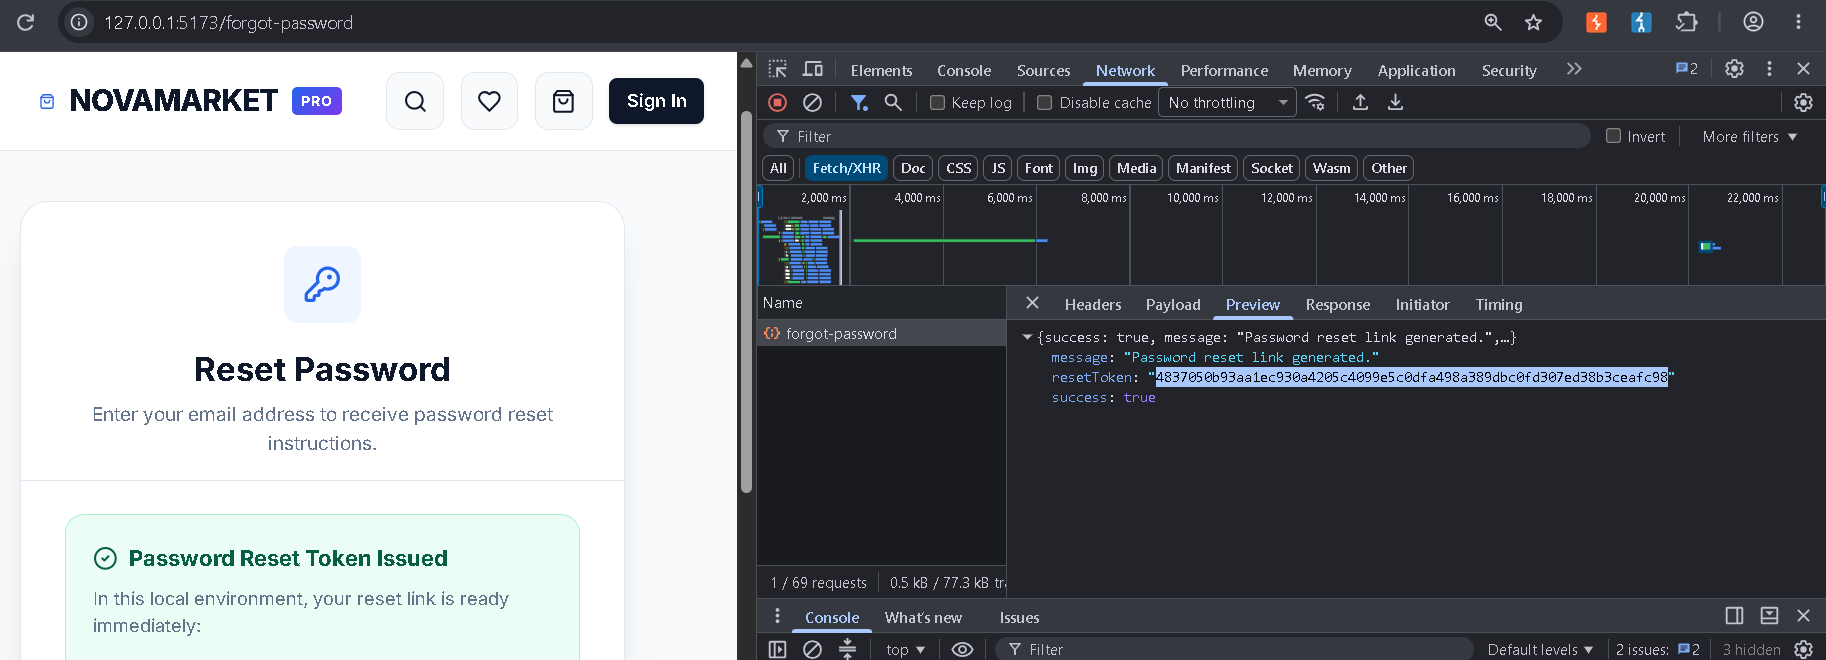 127.0.0.1:5173/forgot-password
NOVAMARKET PRO
Sign In
Reset Password
Enter your email address to receive password reset
instructions.
Password Reset Token Issued
In this local environment, your reset link is ready
immediately:
Elements Console Sources Network Performance Memory Application Security 2
Keep log Disable cache No throttling
Filter Invert More filters
All Fetch/XHR Doc CSS JS Font Img Media Manifest Socket Wasm Other
2,000 ms 4,000 ms 6,000 ms 8,000 ms 10,000 ms 12,000 ms 14,000 ms 16,000 ms 18,000 ms 20,000 ms 22,000 ms
Name
forgot-password
Headers Payload Preview Response Initiator Timing
{success: true, message: "Password reset link generated.",…}
message: "Password reset link generated."
resetToken: "4837050b93aa1ec930a4205c4099e5c0dfa498a389dbc0fd307ed38b3ceafc98"
success: true
1 / 69 requests 0.5 kB / 77.3 kB tr
Console What's new Issues
top Filter Default levels 2 issues: 2 3 hidden